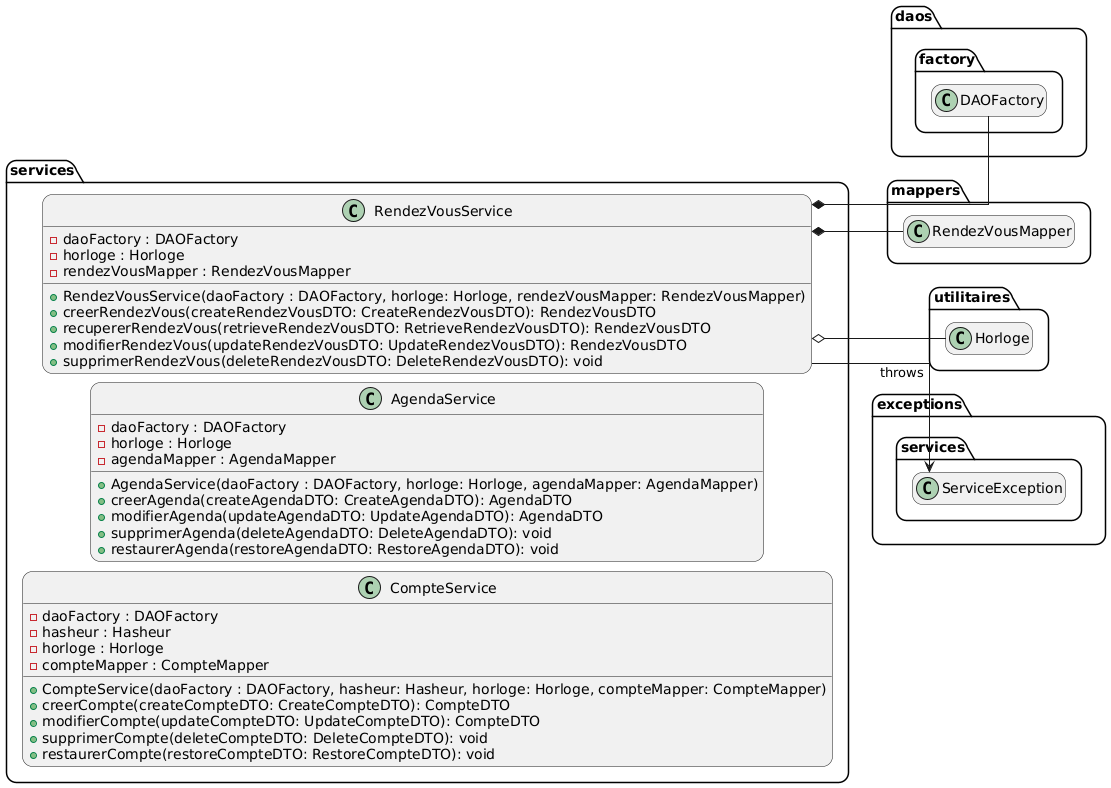 daos
factory
C DAOFactory
services
C RendezVousService
daoFactory : DAOFactory
horloge : Horloge
rendezVousMapper : RendezVousMapper
RendezVousService(daoFactory : DAOFactory, horloge: Horloge, rendezVousMapper: RendezVousMapper)
creerRendezVous(createRendezVousDTO: CreateRendezVousDTO): RendezVousDTO
recupererRendezVous(retrieveRendezVousDTO: RetrieveRendezVousDTO): RendezVousDTO
modifierRendezVous(updateRendezVousDTO: UpdateRendezVousDTO): RendezVousDTO
supprimerRendezVous(deleteRendezVousDTO: DeleteRendezVousDTO): void
mappers
C RendezVousMapper
utilitaires
C Horloge
throws
exceptions
services
C ServiceException
C AgendaService
daoFactory : DAOFactory
horloge : Horloge
agendaMapper : AgendaMapper
AgendaService(daoFactory : DAOFactory, horloge: Horloge, agendaMapper: AgendaMapper)
creerAgenda(createAgendaDTO: CreateAgendaDTO): AgendaDTO
modifierAgenda(updateAgendaDTO: UpdateAgendaDTO): AgendaDTO
supprimerAgenda(deleteAgendaDTO: DeleteAgendaDTO): void
restaurerAgenda(restoreAgendaDTO: RestoreAgendaDTO): void
C CompteService
daoFactory : DAOFactory
hasheur : Hasheur
horloge : Horloge
compteMapper : CompteMapper
CompteService(daoFactory : DAOFactory, hasheur: Hasheur, horloge: Horloge, compteMapper: CompteMapper)
creerCompte(createCompteDTO: CreateCompteDTO): CompteDTO
modifierCompte(updateCompteDTO: UpdateCompteDTO): CompteDTO
supprimerCompte(deleteCompteDTO: DeleteCompteDTO): void
restaurerCompte(restoreCompteDTO: RestoreCompteDTO): void